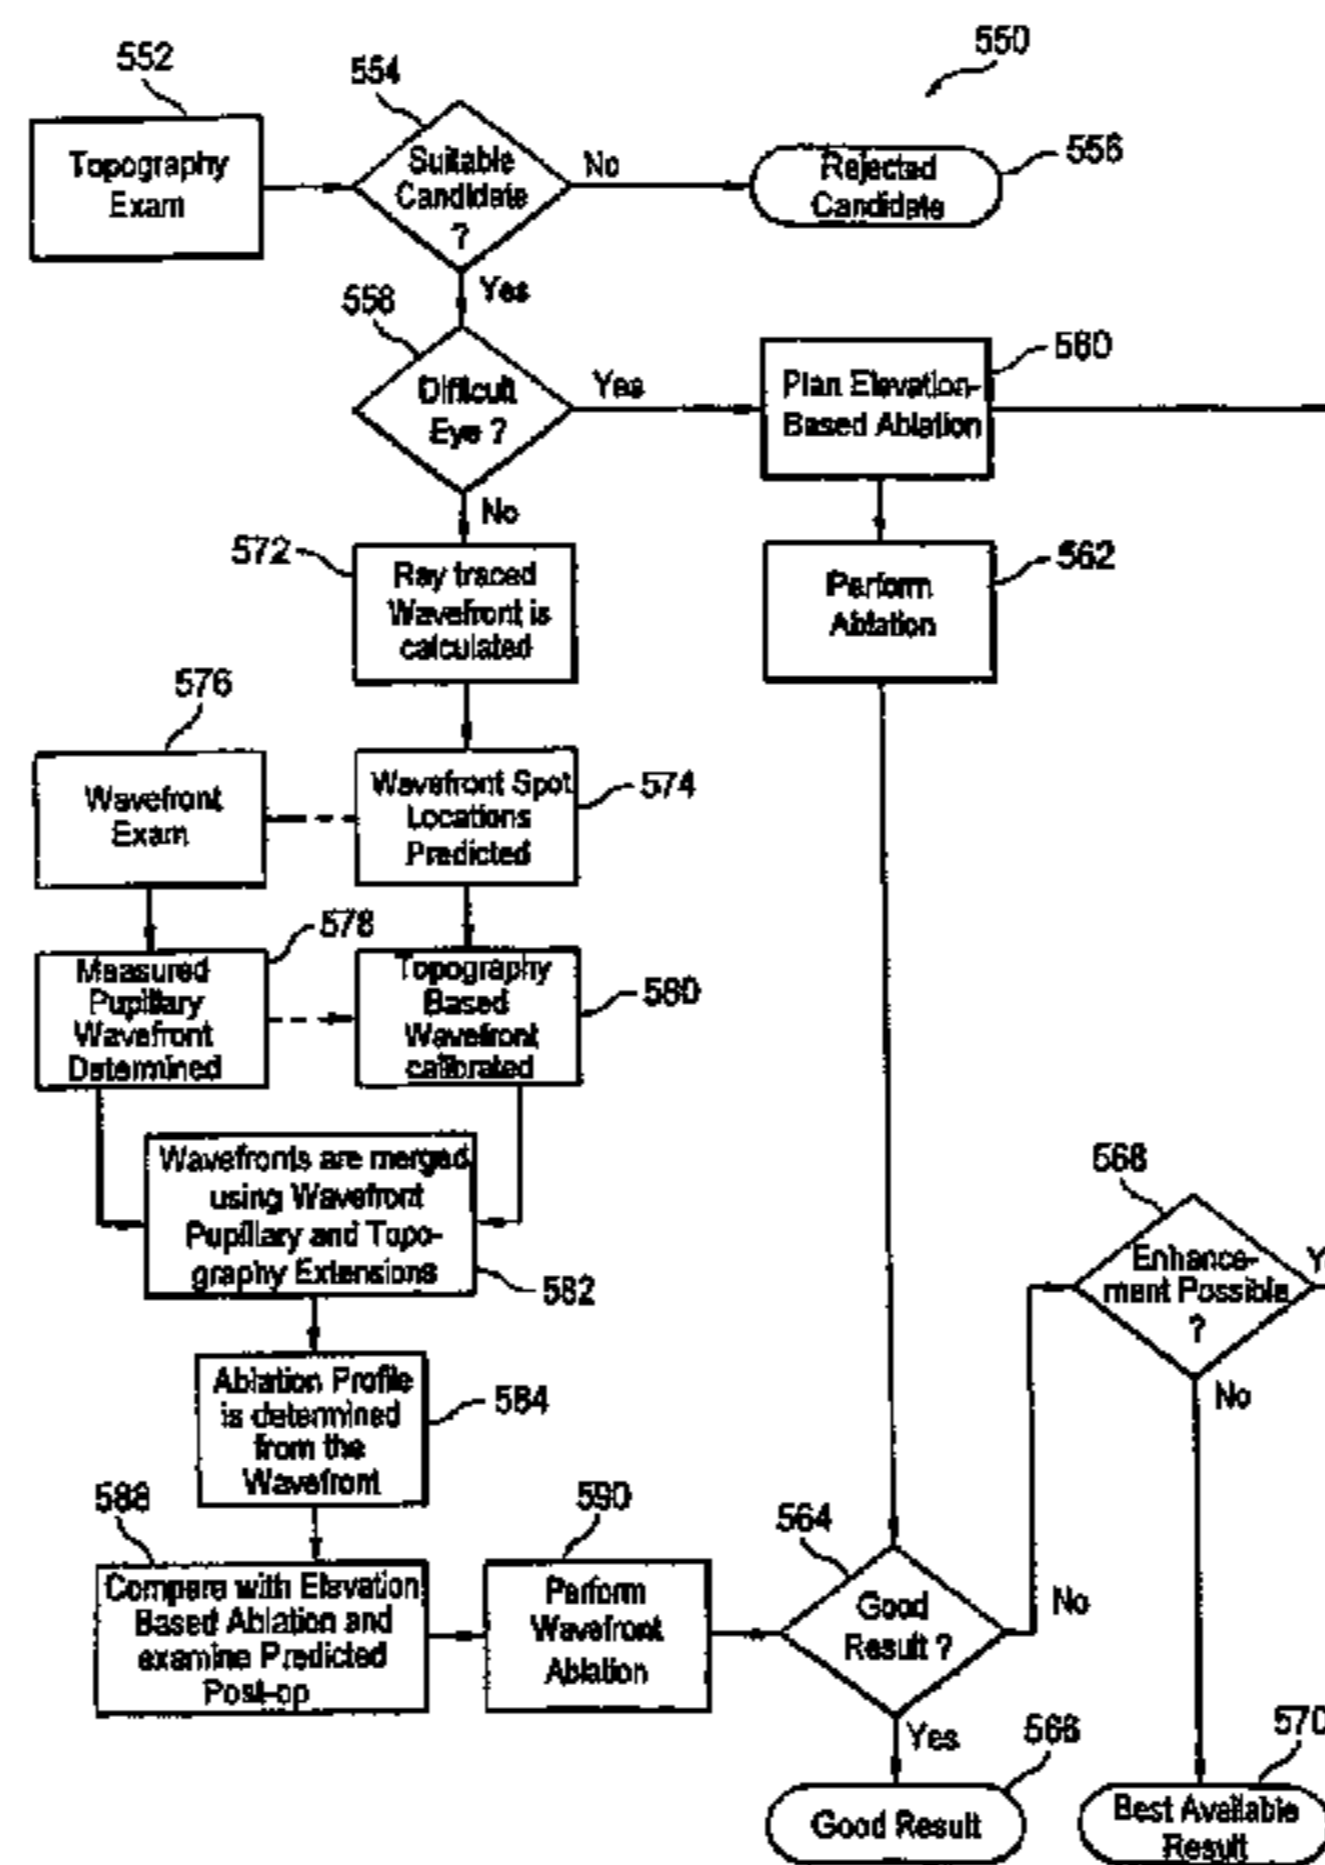 550
552
Topography
Exam
554
Suitable
Candidate
?
No
Rejected
Candidate
556
Yes
558
Difficult
Eye ?
Yes
Plan Elevation-
Based Ablation
560
No
572
Ray traced
Wavefront is
calculated
Perform
Ablation
562
576
Wavefront
Exam
Wavefront Spot
Locations
Predicted
574
578
Measured
Pupillary
Wavefront
Determined
Topography
Based
Wavefront
calibrated
580
Wavefronts are merged
using Wavefront
Pupillary and Topo-
graphy Extensions
582
568
Enhance-
ment Possible
?
No
Ablation Profile
is determined
from the
Wavefront
584
588
Compare with Elevation
Based Ablation and
examine Predicted
Post-op
590
Perform
Wavefront
Ablation
564
Good
Result ?
No
Yes
566
Good Result
570
Best Available
Result